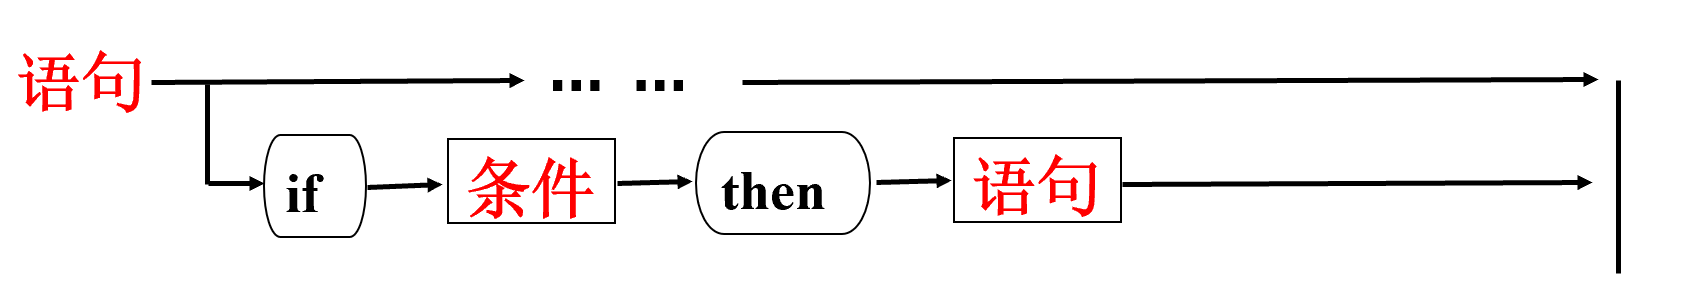 语句 … …
if 条件 then 语句